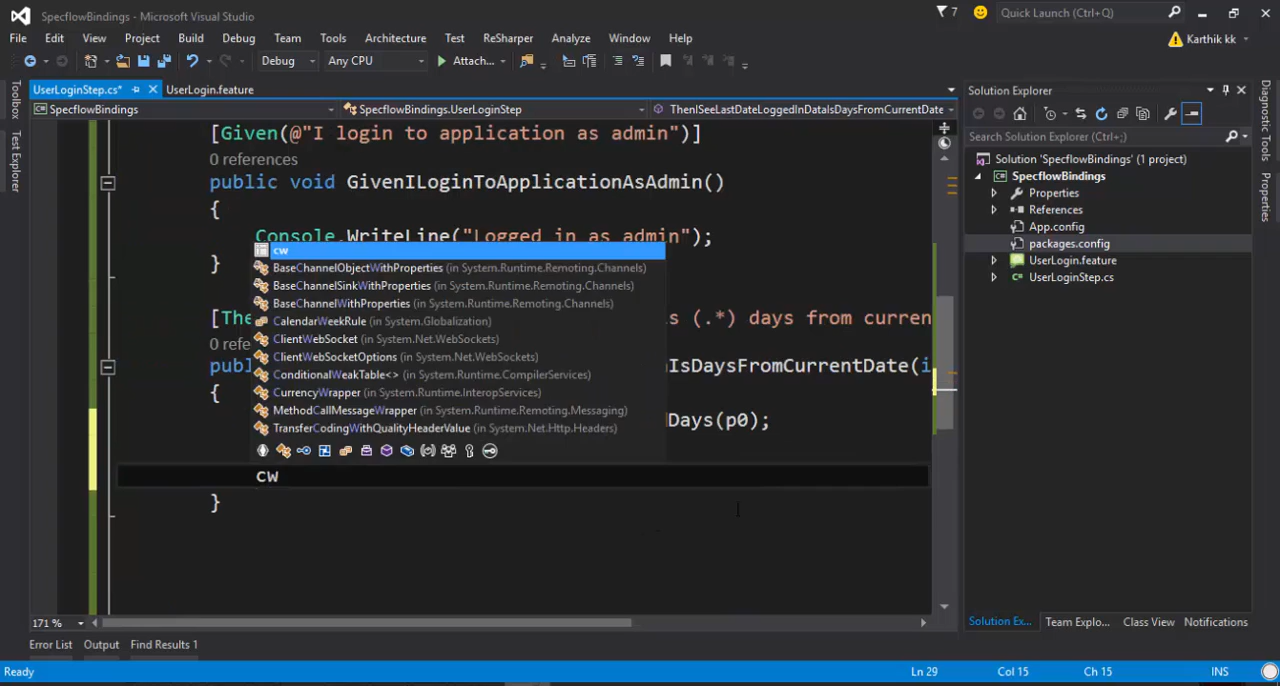 SpecflowBindings - Microsoft Visual Studio
7
Quick Launch (Ctrl+Q)
File Edit View Project Build Debug Team Tools Architecture Test ReSharper Analyze Window Help
Karthik kk
Debug Any CPU Attach...
UserLoginStep.cs* UserLogin.feature
SpecflowBindings SpecflowBindings.UserLoginStep ThenISeeLastDateLoggedInDataIsDaysFromCurrentDate
Toolbox
Test Explorer
[Given(@"I login to application as admin")]
0 references
public void GivenILoginToApplicationAsAdmin()
{
Console.WriteLine("Logged in as admin");
cw
}
BaseChannelObjectWithProperties (in System.Runtime.Remoting.Channels)
BaseChannelSinkWithProperties (in System.Runtime.Remoting.Channels)
BaseChannelWithProperties (in System.Runtime.Remoting.Channels)
[The s (.*) days from curren
CalendarWeekRule (in System.Globalization)
0 ref
ClientWebSocket (in System.Net.WebSockets)
ClientWebSocketOptions (in System.Net.WebSockets)
publ nIsDaysFromCurrentDate(i
ConditionalWeakTable<> (in System.Runtime.CompilerServices)
{
CurrencyWrapper (in System.Runtime.InteropServices)
MethodCallMessageWrapper (in System.Runtime.Remoting.Messaging)
dDays(p0);
TransferCodingWithQualityHeaderValue (in System.Net.Http.Headers)
cw
}
171 %
Error List Output Find Results 1
Ready Ln 29 Col 15 Ch 15 INS
Solution Explorer
Search Solution Explorer (Ctrl+;)
Solution 'SpecflowBindings' (1 project)
SpecflowBindings
Properties
References
App.config
packages.config
UserLogin.feature
UserLoginStep.cs
Solution Ex... Team Explo... Class View Notifications
Diagnostic Tools
Properties